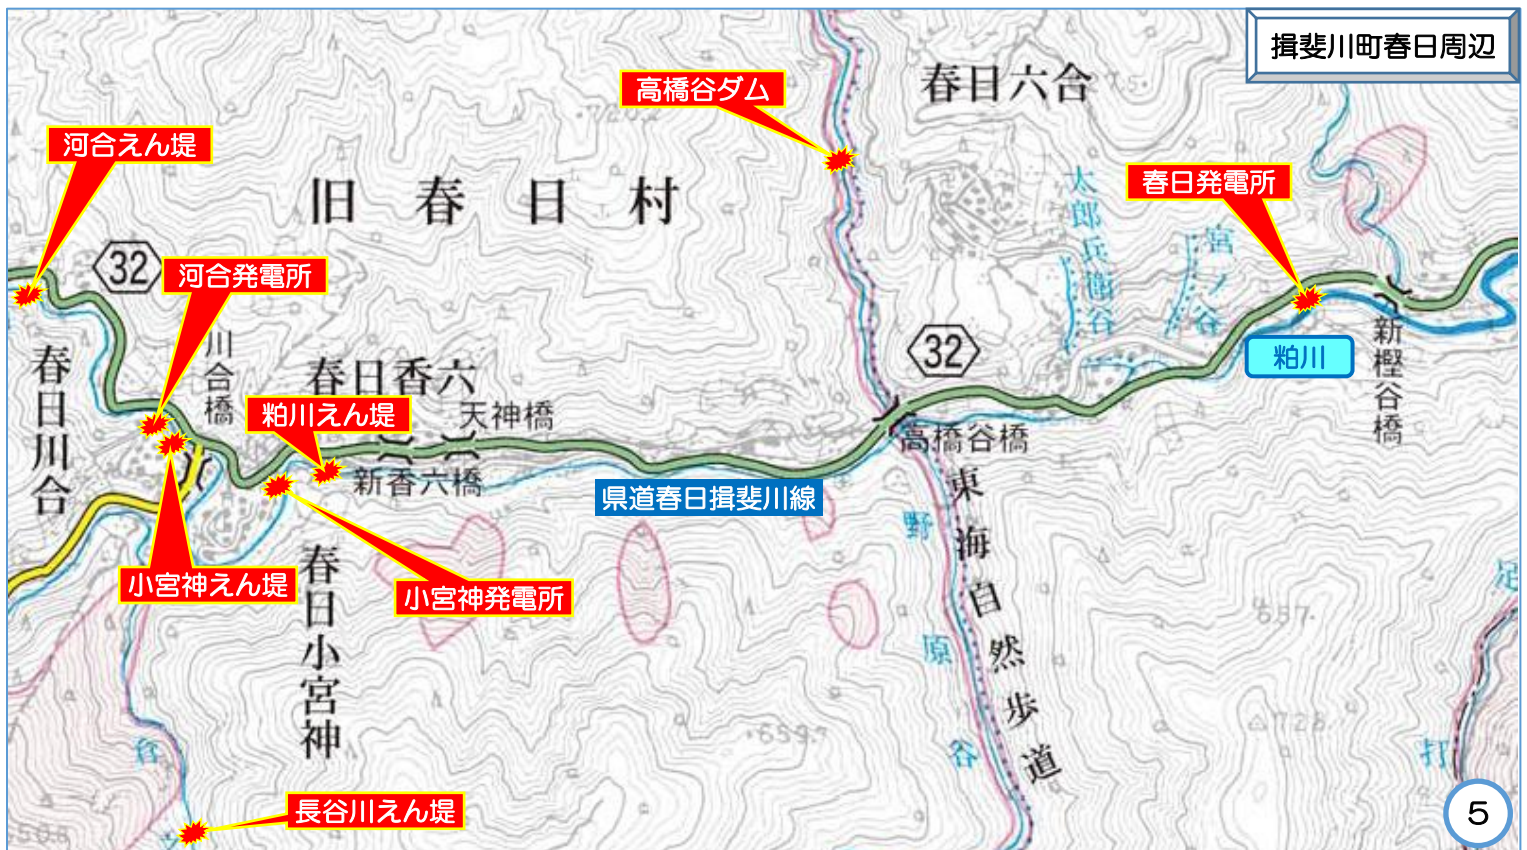 揖斐川町春日周辺
高橋谷ダム
春日六合
河合えん堤
旧春日村
太郎兵衛谷
春日発電所
宮ノ谷
32
河合発電所
川合橋
春日川合
春日香六
32
粕川
新樫谷橋
粕川えん堤
天神橋
高橋谷橋
新香六橋
県道春日揖斐川線
東海自然歩道
野原谷
小宮神えん堤
春日小宮神
小宮神発電所
足
打
657.
728
659.
長谷川えん堤
508
5